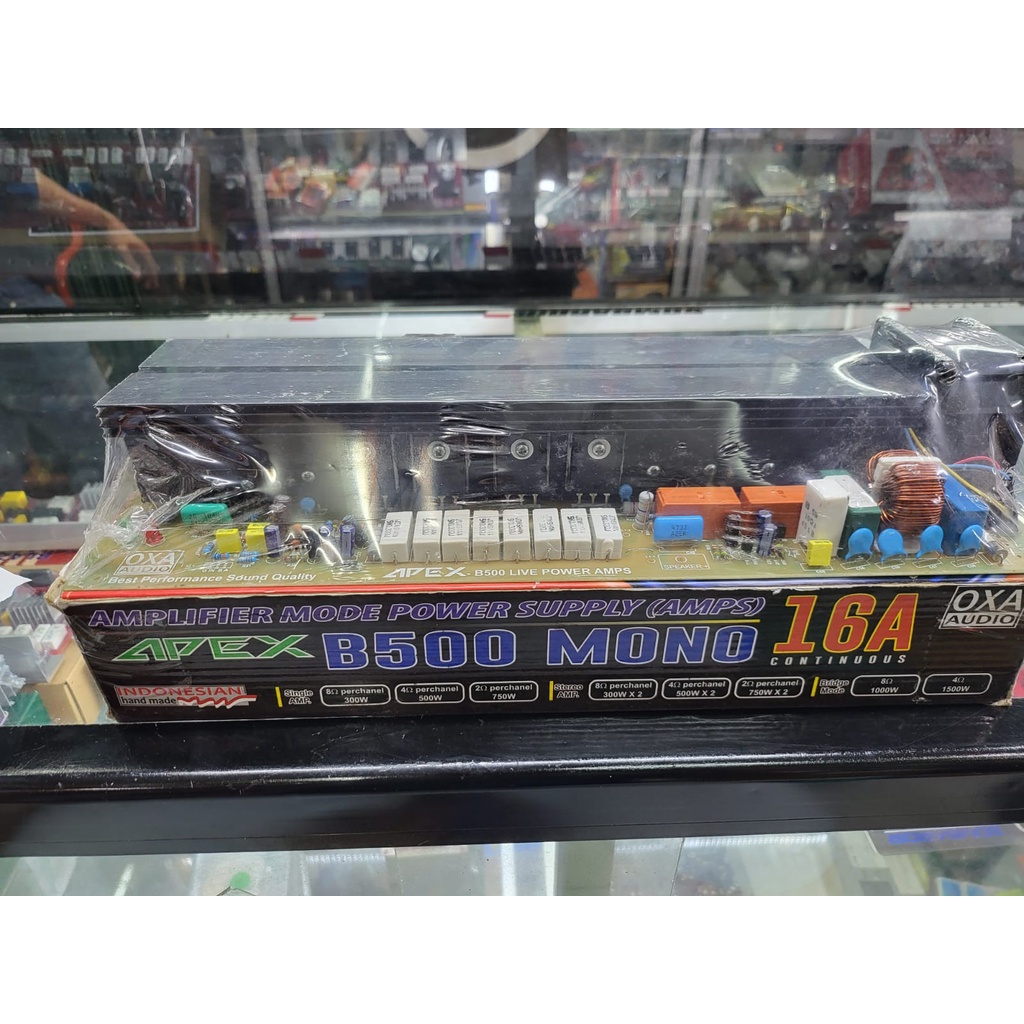 OXA
AUDIO
Best Performance Sound Quality
APEX - B500 LIVE POWER AMPS
SPEAKER
AMPLIFIER MODE POWER SUPPLY (AMPS)
APEX B500 MONO 16A
CONTINUOUS
OXA
AUDIO
INDONESIAN
hand made
Single AMP.
8Ω perchanel 300W
4Ω perchanel 500W
2Ω perchanel 750W
Stereo AMP.
8Ω perchanel 300W X 2
4Ω perchanel 500W X 2
2Ω perchanel 750W X 2
Bridge Mode
8Ω 1000W
4Ω 1500W